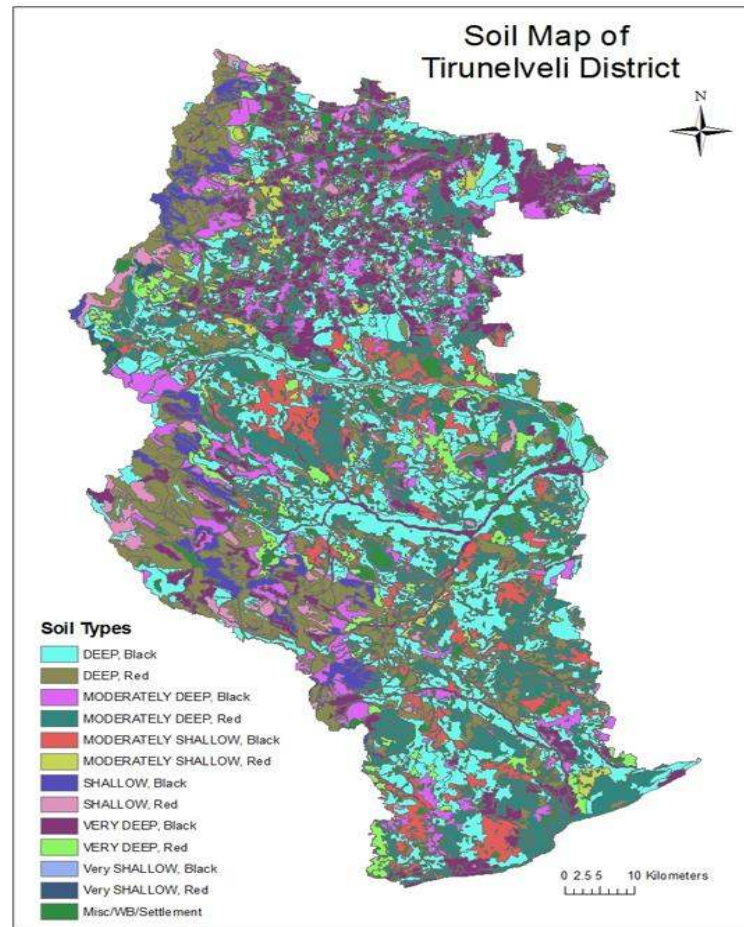 Soil Map of
Tirunelveli District
N
Soil Types
DEEP, Black
DEEP, Red
MODERATELY DEEP, Black
MODERATELY DEEP, Red
MODERATELY SHALLOW, Black
MODERATELY SHALLOW, Red
SHALLOW, Black
SHALLOW, Red
VERY DEEP, Black
VERY DEEP, Red
Very SHALLOW, Black
Very SHALLOW, Red
Misc/WB/Settlement
0 2.5 5 10 Kilometers